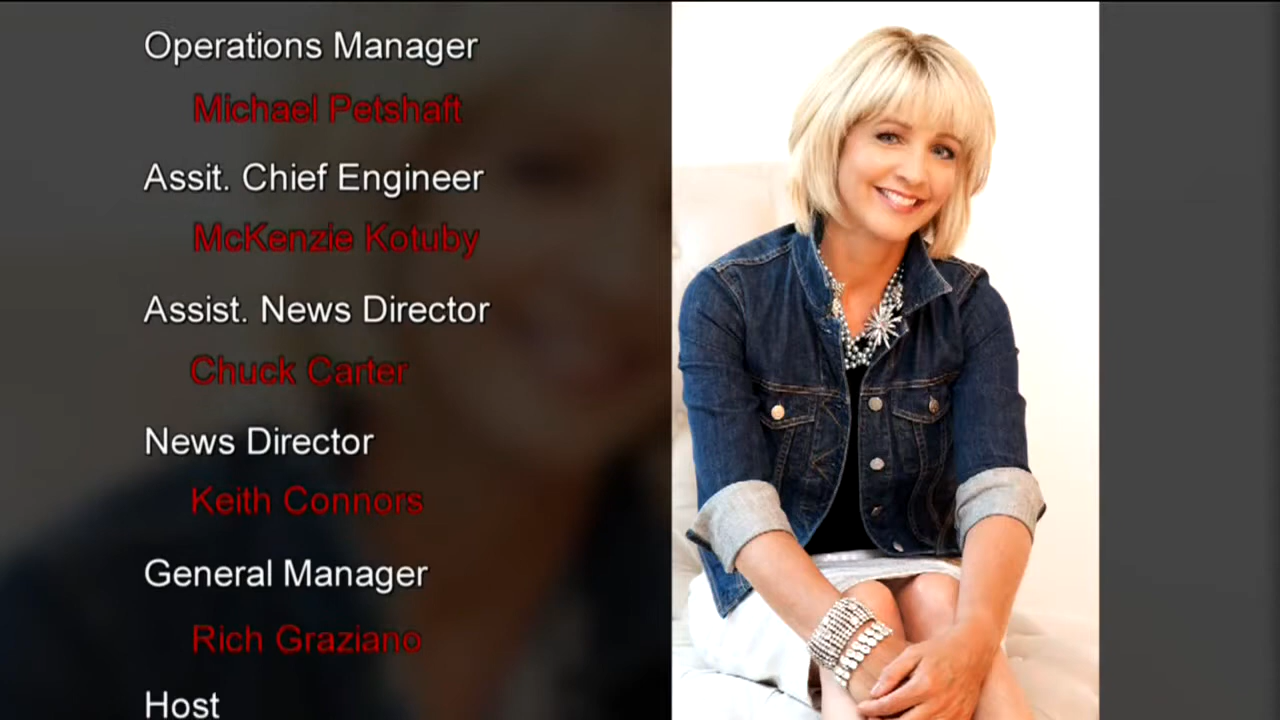 Operations Manager
Michael Petshaft
Assit. Chief Engineer
McKenzie Kotuby
Assist. News Director
Chuck Carter
News Director
Keith Connors
General Manager
Rich Graziano
Host